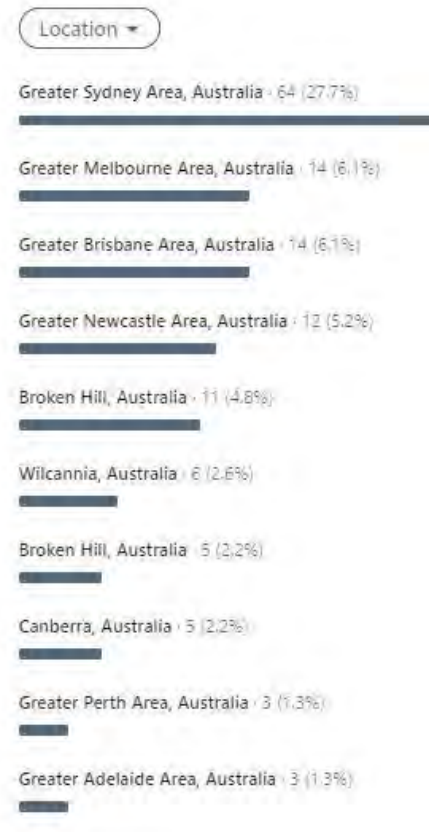 Location
Greater Sydney Area, Australia · 64 (27.7%)
Greater Melbourne Area, Australia · 14 (6.1%)
Greater Brisbane Area, Australia · 14 (6.1%)
Greater Newcastle Area, Australia · 12 (5.2%)
Broken Hill, Australia · 11 (4.8%)
Wilcannia, Australia · 6 (2.6%)
Broken Hill, Australia · 5 (2.2%)
Canberra, Australia · 5 (2.2%)
Greater Perth Area, Australia · 3 (1.3%)
Greater Adelaide Area, Australia · 3 (1.3%)